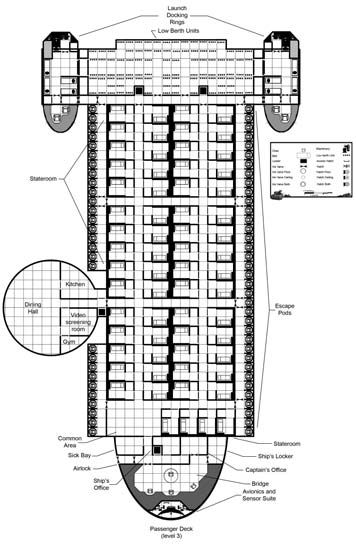 Launch
Docking
Rings
Low Berth Units
Stateroom
Kitchen
Dining
Hall
Video
screening
room
Gym
Escape
Pods
Common
Area
Sick Bay
Airlock
Ship's
Office
Stateroom
Ship's Locker
Captain's Office
Bridge
Avionics and
Sensor Suite
Passenger Deck
(level 3)